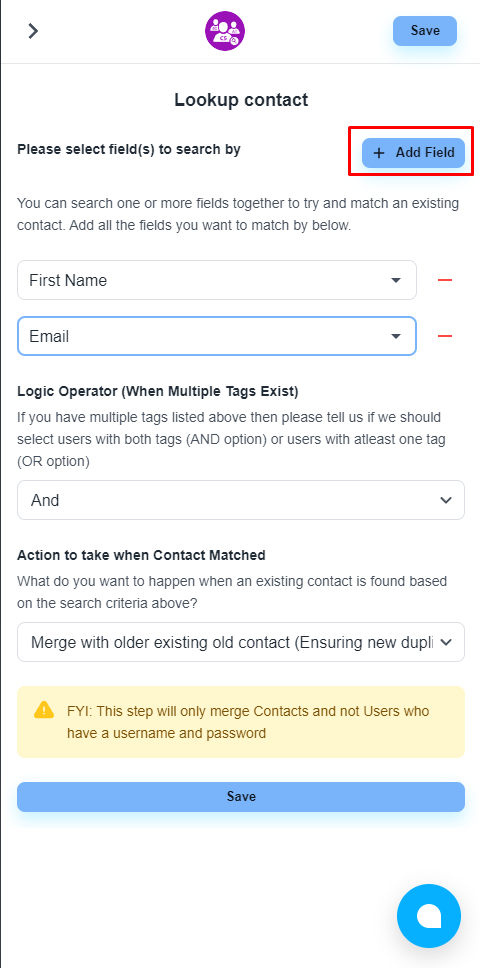 Save
Lookup contact
Please select field(s) to search by
+ Add Field
You can search one or more fields together to try and match an existing
contact. Add all the fields you want to match by below.
First Name
Email
Logic Operator (When Multiple Tags Exist)
If you have multiple tags listed above then please tell us if we should
select users with both tags (AND option) or users with atleast one tag
(OR option)
And
Action to take when Contact Matched
What do you want to happen when an existing contact is found based
on the search criteria above?
Merge with older existing old contact (Ensuring new dupli
FYI: This step will only merge Contacts and not Users who
have a username and password
Save